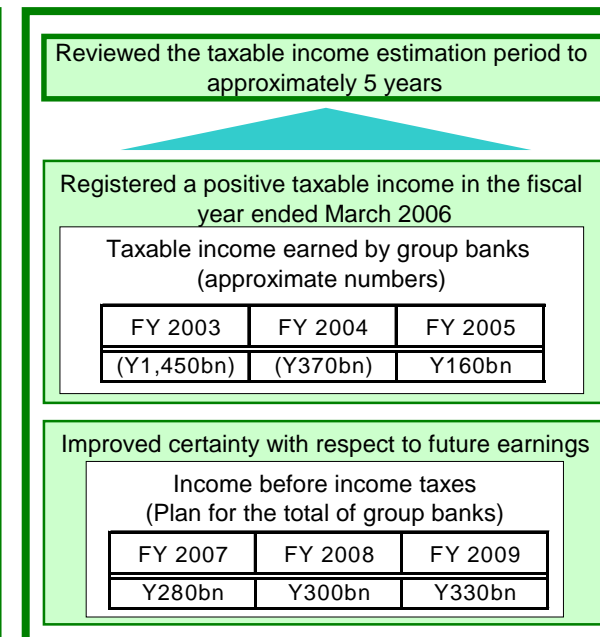 Reviewed the taxable income estimation period to
approximately 5 years
Registered a positive taxable income in the fiscal
year ended March 2006
Taxable income earned by group banks
(approximate numbers)
FY 2003 FY 2004 FY 2005
(Y1,450bn) (Y370bn) Y160bn
Improved certainty with respect to future earnings
Income before income taxes
(Plan for the total of group banks)
FY 2007 FY 2008 FY 2009
Y280bn Y300bn Y330bn